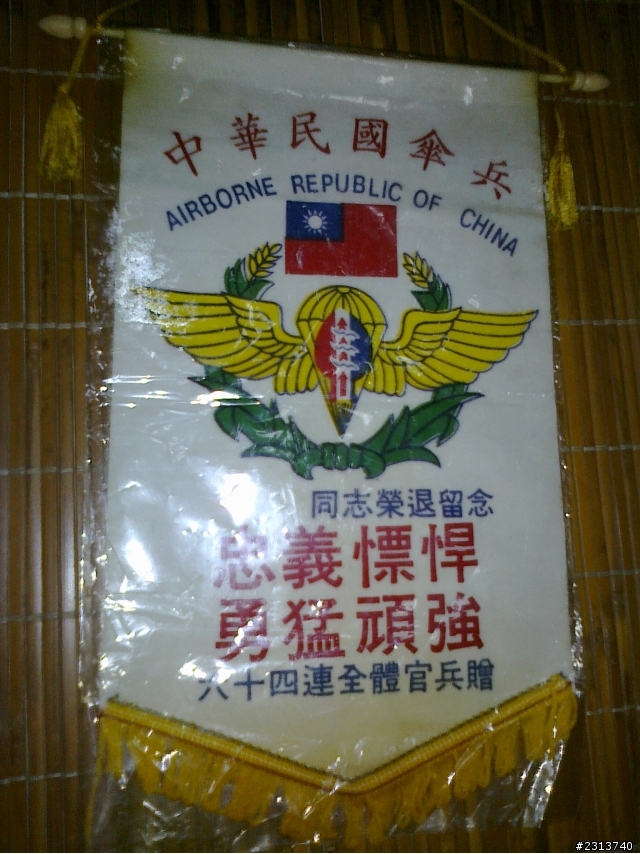 中華民國傘兵
AIRBORNE REPUBLIC OF CHINA
同志榮退留念
忠義慓悍
勇猛頑強
六十四連全體官兵贈
#2313740